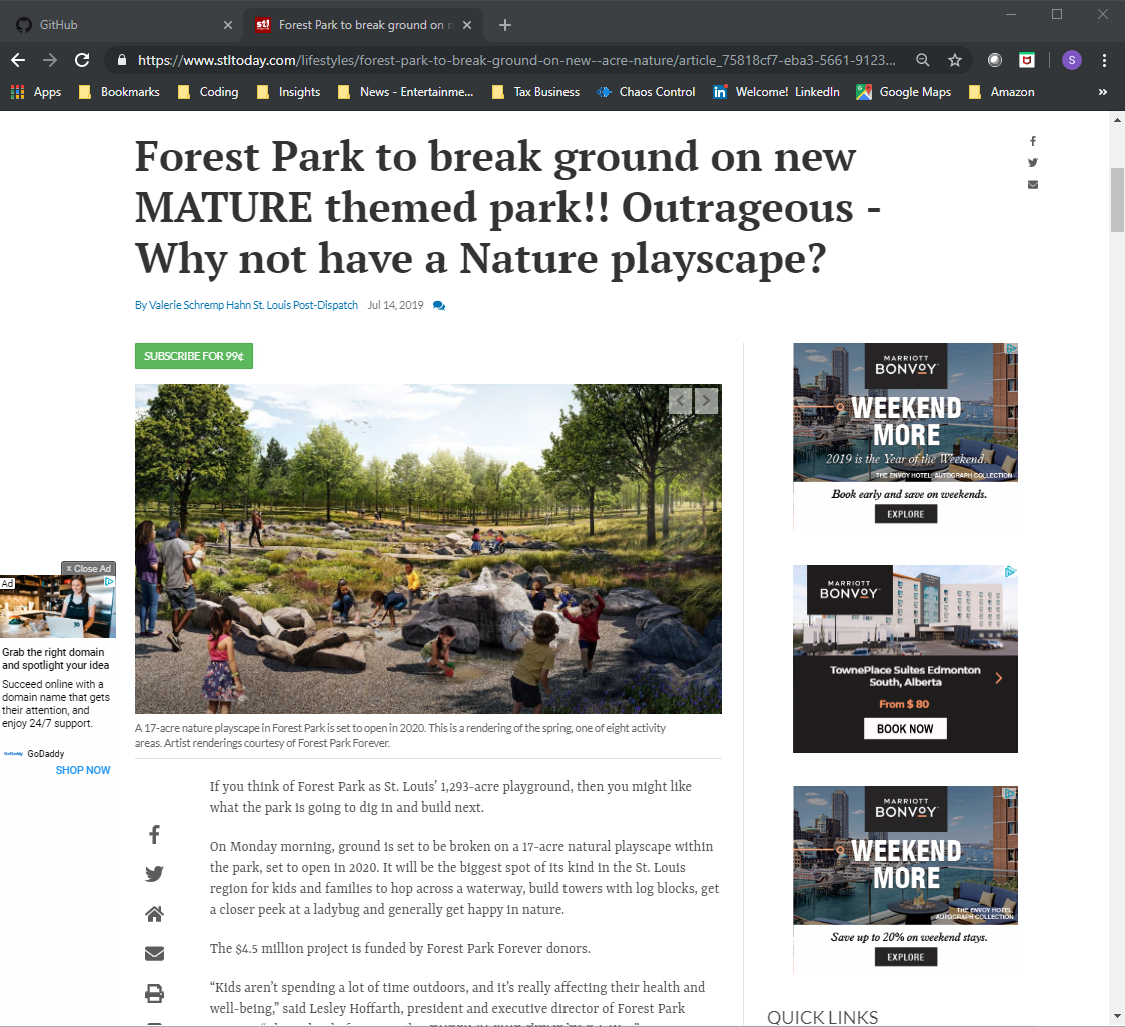 GitHub
stl
Forest Park to break ground on n
https://www.stltoday.com/lifestyles/forest-park-to-break-ground-on-new--acre-nature/article_75818cf7-eba3-5661-9123...
S
Apps
Bookmarks
Coding
Insights
News - Entertainme...
Tax Business
Chaos Control
Welcome! LinkedIn
Google Maps
Amazon
»
Forest Park to break ground on new
MATURE themed park!! Outrageous -
Why not have a Nature playscape?
By Valerie Schremp Hahn St. Louis Post-Dispatch Jul 14, 2019
SUBSCRIBE FOR 99¢
A 17-acre nature playscape in Forest Park is set to open in 2020. This is a rendering of the spring, one of eight activity
areas. Artist renderings courtesy of Forest Park Forever.
If you think of Forest Park as St. Louis’ 1,293-acre playground, then you might like
what the park is going to dig in and build next.
On Monday morning, ground is set to be broken on a 17-acre natural playscape within
the park, set to open in 2020. It will be the biggest spot of its kind in the St. Louis
region for kids and families to hop across a waterway, build towers with log blocks, get
a closer peek at a ladybug and generally get happy in nature.
The $4.5 million project is funded by Forest Park Forever donors.
“Kids aren’t spending a lot of time outdoors, and it’s really affecting their health and
well-being,” said Lesley Hoffarth, president and executive director of Forest Park
x Close Ad
Ad
Grab the right domain
and spotlight your idea
Succeed online with a
domain name that gets
their attention, and
enjoy 24/7 support.
GoDaddy GoDaddy
SHOP NOW
MARRIOTT
BONVOY
WEEKEND
MORE
2019 is the Year of the Weekend.
THE ENVOY HOTEL, AUTOGRAPH COLLECTION
Book early and save on weekends.
EXPLORE
MARRIOTT
BONVOY
TownePlace Suites Edmonton
South, Alberta
From $ 80
BOOK NOW
MARRIOTT
BONVOY
WEEKEND
MORE
THE ENVOY HOTEL,
AUTOGRAPH COLLECTION
Save up to 20% on weekend stays.
EXPLORE
QUICK LINKS